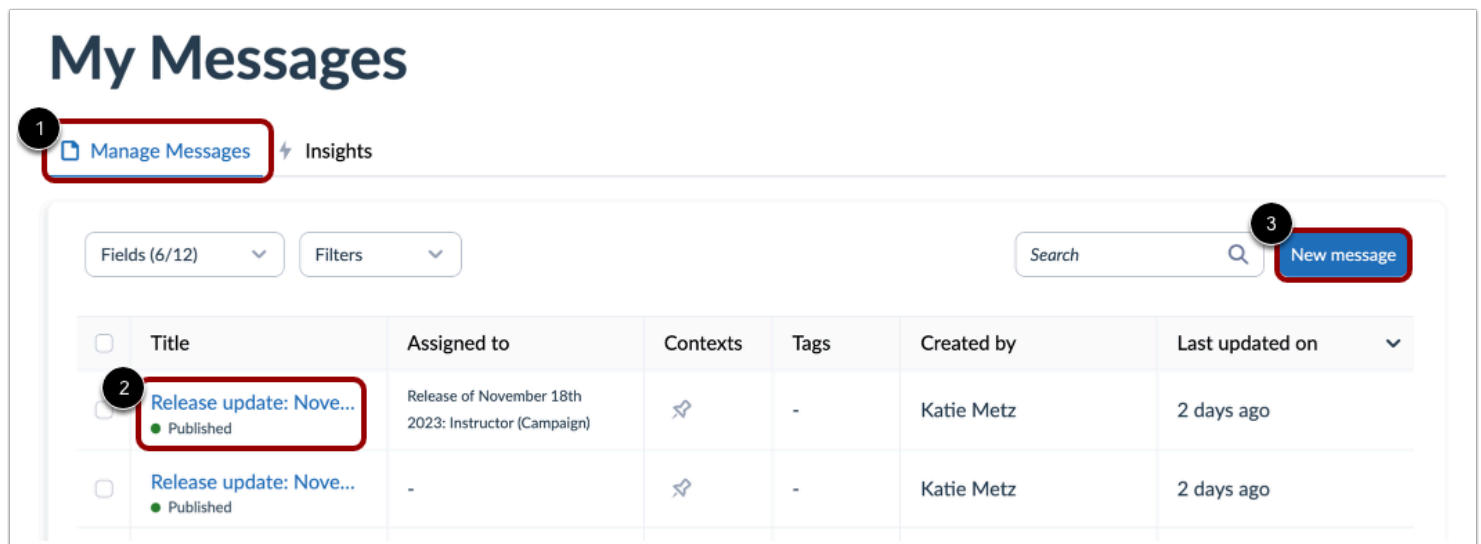 My Messages
1
Manage Messages
Insights
3
Fields (6/12)
Filters
Search
New message
Title
Assigned to
Contexts
Tags
Created by
Last updated on
2
Release update: Nove...
Published
Release of November 18th
2023: Instructor (Campaign)
-
Katie Metz
2 days ago
Release update: Nove...
Published
-
-
Katie Metz
2 days ago